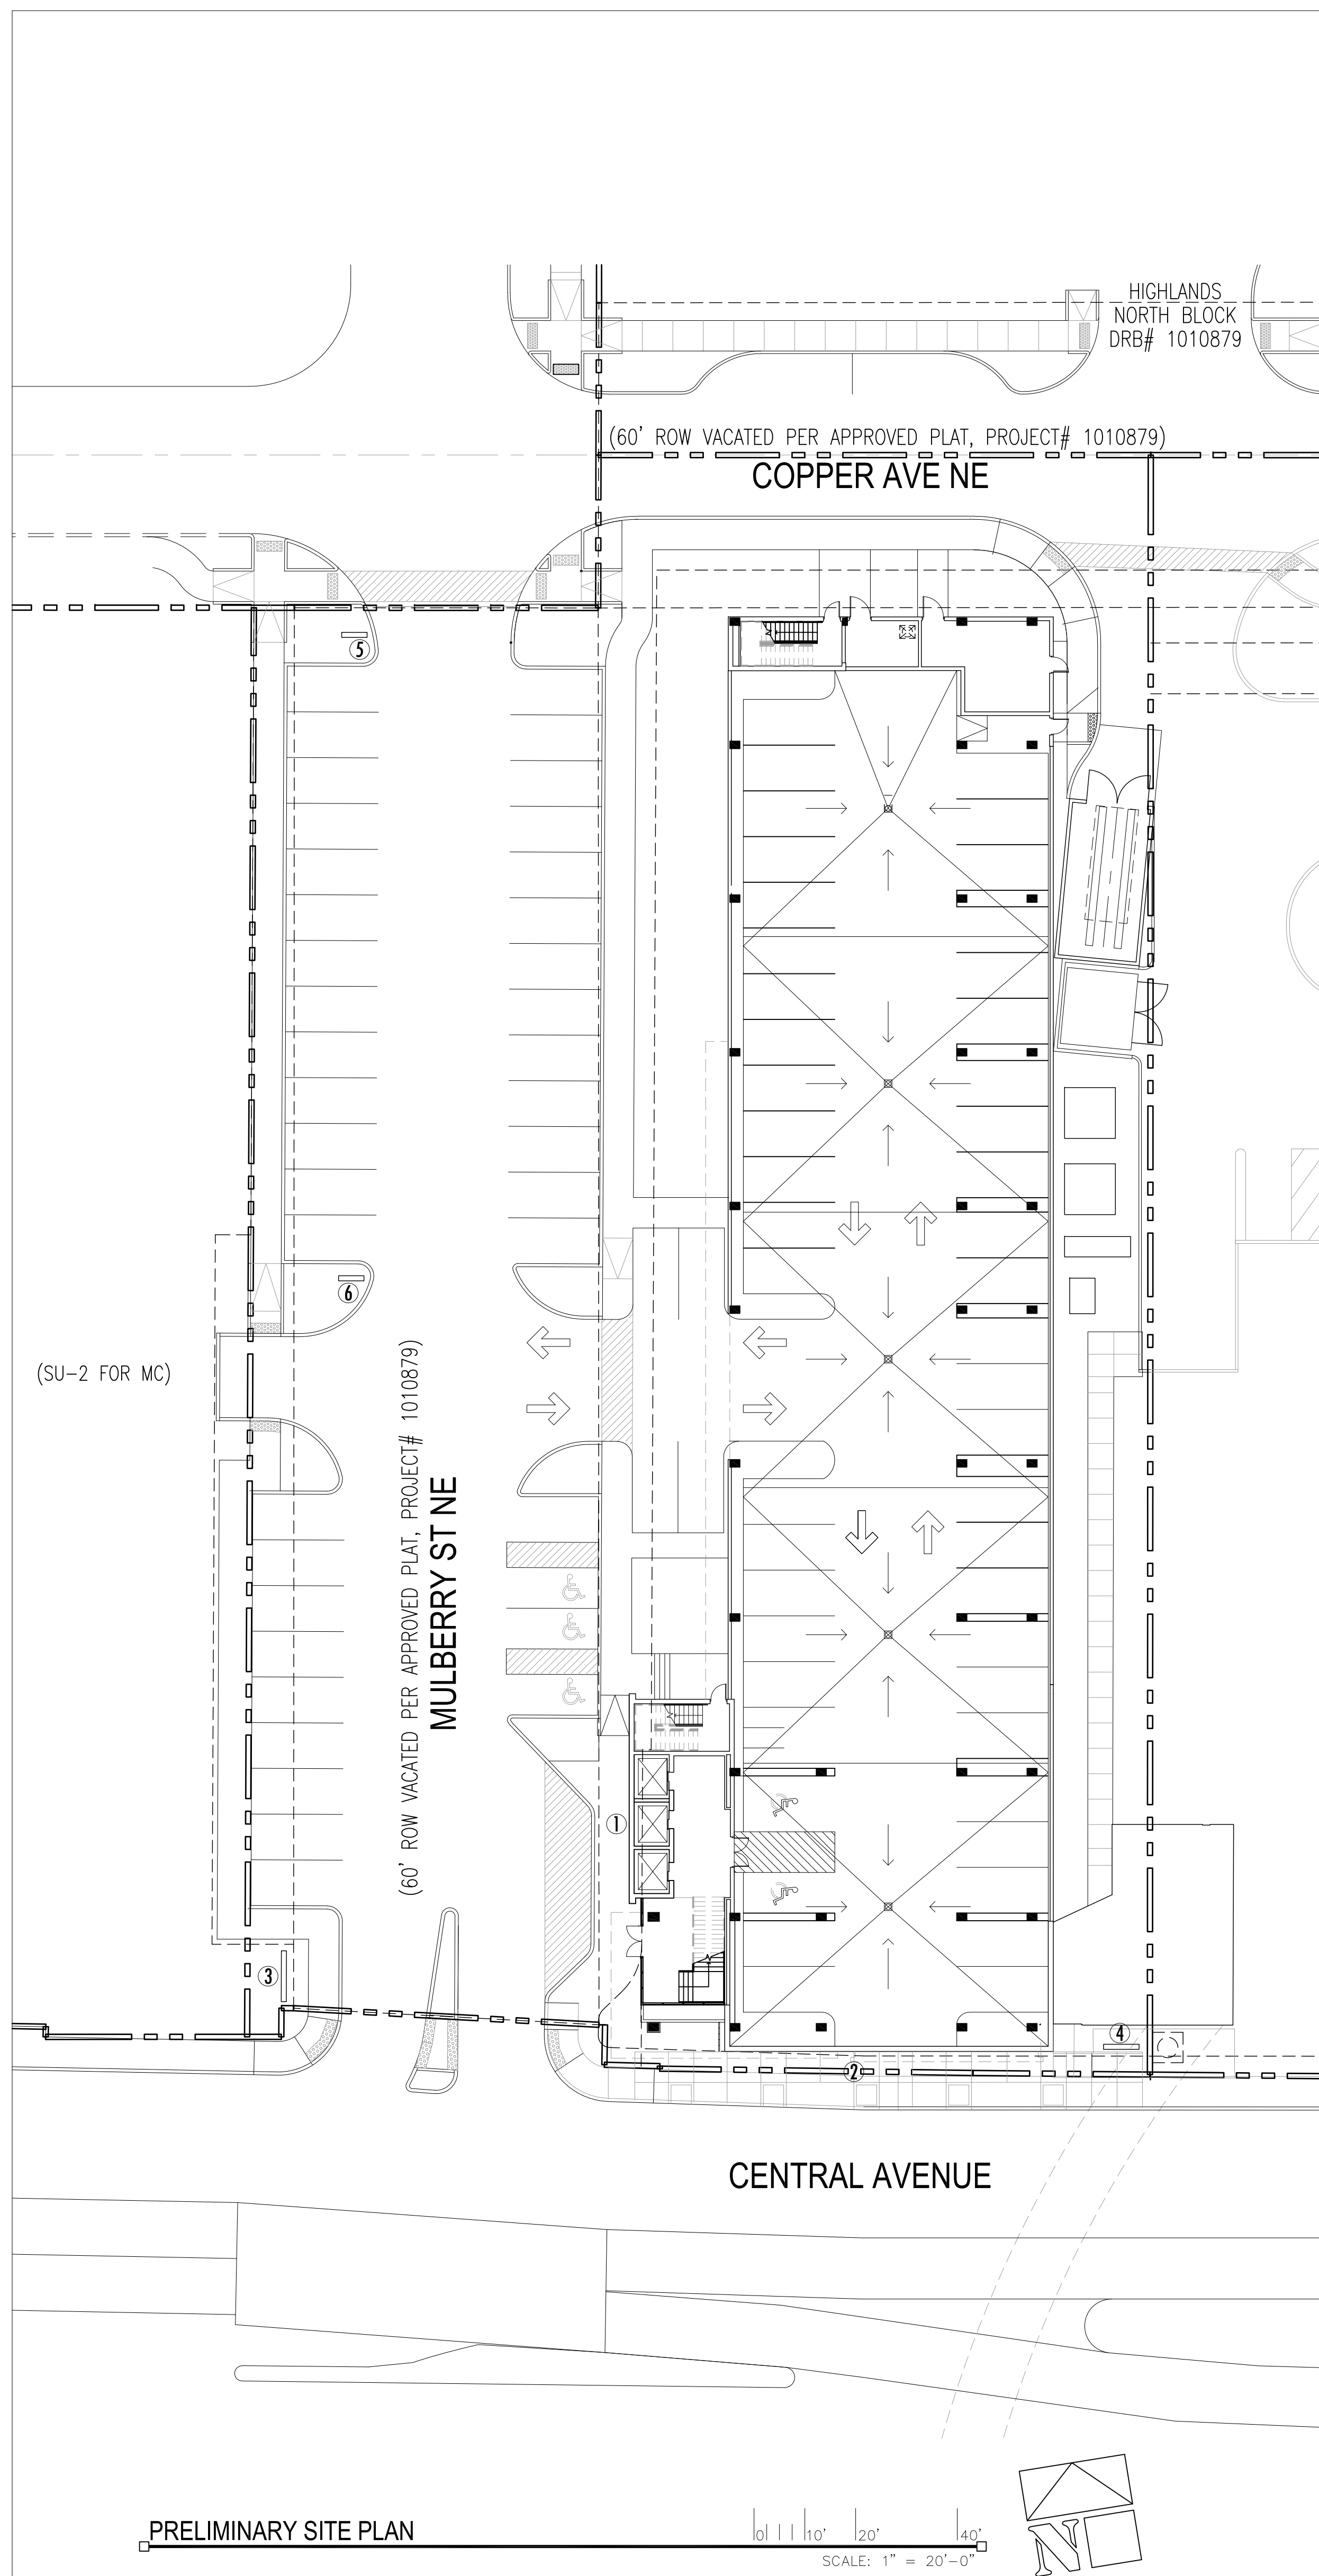 HIGHLANDS
NORTH BLOCK
DRB# 1010879
(60' ROW VACATED PER APPROVED PLAT, PROJECT# 1010879)
COPPER AVE NE
5
6
(SU-2 FOR MC)
(60' ROW VACATED PER APPROVED PLAT, PROJECT# 1010879)
MULBERRY ST NE
1
3
4
2
CENTRAL AVENUE
PRELIMINARY SITE PLAN
0 10' 20' 40'
SCALE: 1" = 20'-0"
N